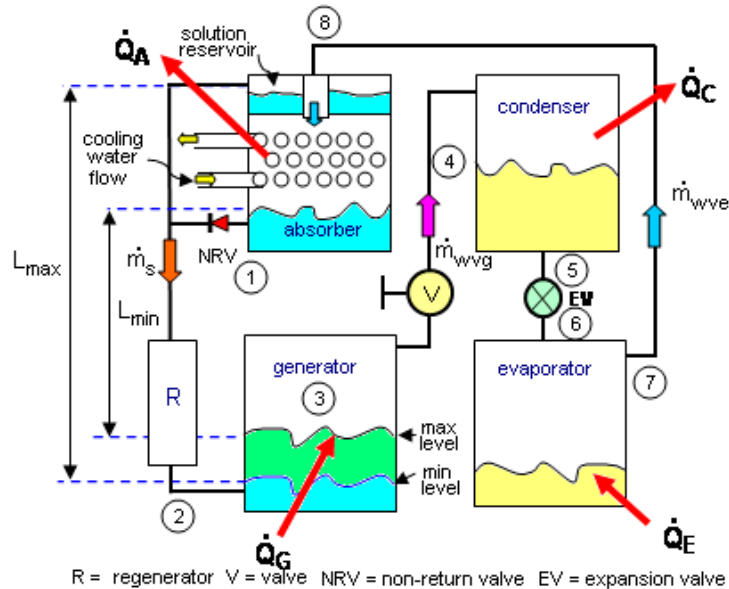 8
solution
reservoir
Q̇A
condenser
Q̇C
cooling
water
flow
4
ṁwve
absorber
ṁwvg
Lmax
ṁs
NRV
1
5
Lmin
V
EV
6
generator
evaporator
R
3
7
max
level
min
level
2
Q̇G
Q̇E
R = regenerator V = valve NRV = non-return valve EV = expansion valve